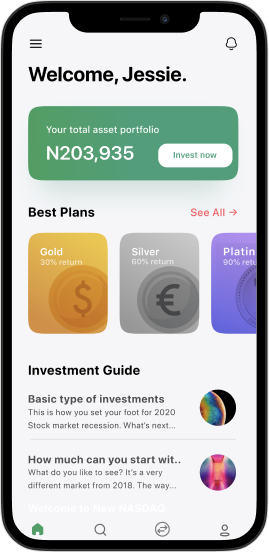 Welcome, Jessie.
Your total asset portfolio
N203,935
Invest now
Best Plans
See All →
Gold
30% return
Silver
60% return
Platin
90% retu
Investment Guide
Basic type of investments
This is how you set your foot for 2020
Stock market recession. What's next...
How much can you start wit..
What do you like to see? It's a very
different market from 2018. The way...
Welcome to New NASDAQ